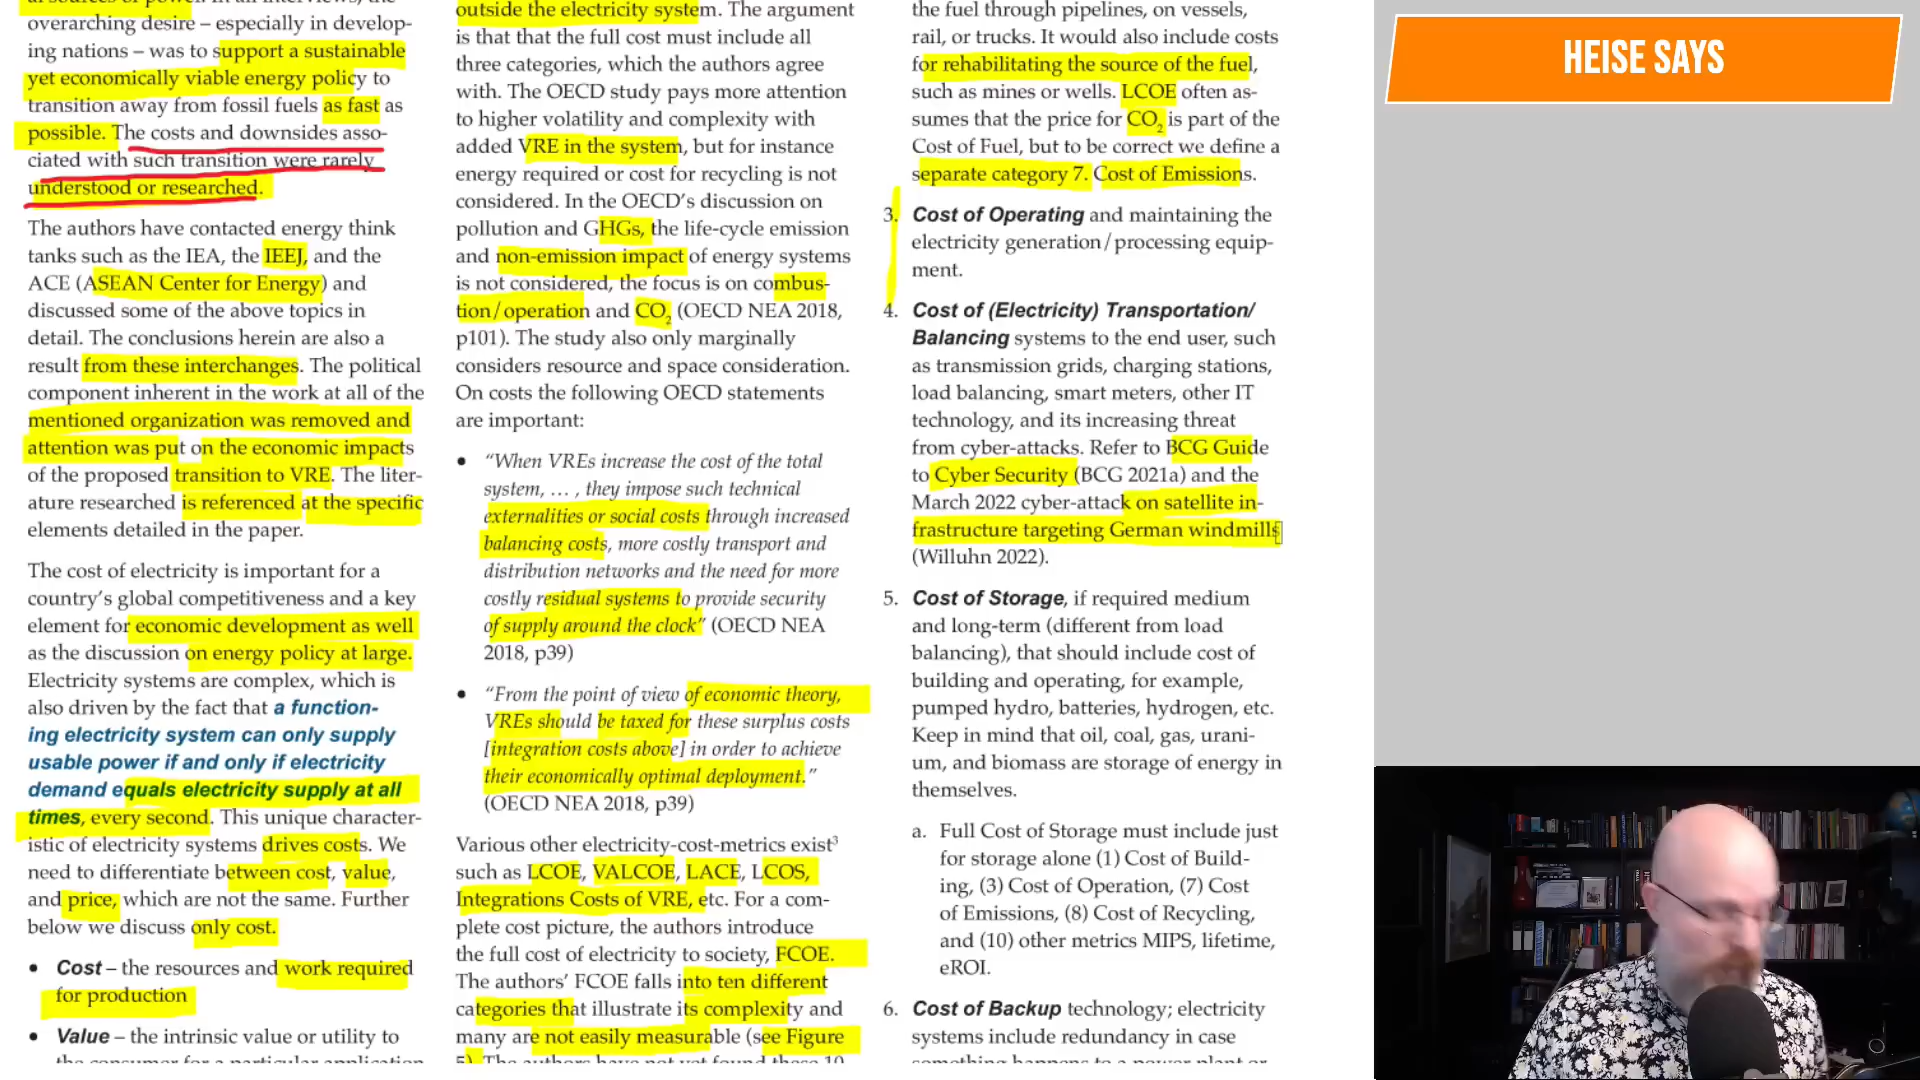 al sources of power. In all interviews, the
overarching desire – especially in develop-
ing nations – was to support a sustainable
yet economically viable energy policy to
transition away from fossil fuels as fast as
possible. The costs and downsides asso-
ciated with such transition were rarely
understood or researched.
The authors have contacted energy think
tanks such as the IEA, the IEEJ, and the
ACE (ASEAN Center for Energy) and
discussed some of the above topics in
detail. The conclusions herein are also a
result from these interchanges. The political
component inherent in the work at all of the
mentioned organization was removed and
attention was put on the economic impacts
of the proposed transition to VRE. The liter-
ature researched is referenced at the specific
elements detailed in the paper.
The cost of electricity is important for a
country's global competitiveness and a key
element for economic development as well
as the discussion on energy policy at large.
Electricity systems are complex, which is
also driven by the fact that a function-
ing electricity system can only supply
usable power if and only if electricity
demand equals electricity supply at all
times, every second. This unique character-
istic of electricity systems drives costs. We
need to differentiate between cost, value,
and price, which are not the same. Further
below we discuss only cost.
• Cost – the resources and work required
for production
• Value – the intrinsic value or utility to
the consumer for a particular application
outside the electricity system. The argument
is that that the full cost must include all
three categories, which the authors agree
with. The OECD study pays more attention
to higher volatility and complexity with
added VRE in the system, but for instance
energy required or cost for recycling is not
considered. In the OECD's discussion on
pollution and GHGs, the life-cycle emission
and non-emission impact of energy systems
is not considered, the focus is on combus-
tion/operation and CO2 (OECD NEA 2018,
p101). The study also only marginally
considers resource and space consideration.
On costs the following OECD statements
are important:
• "When VREs increase the cost of the total
system, … , they impose such technical
externalities or social costs through increased
balancing costs, more costly transport and
distribution networks and the need for more
costly residual systems to provide security
of supply around the clock" (OECD NEA
2018, p39)
• "From the point of view of economic theory,
VREs should be taxed for these surplus costs
[integration costs above] in order to achieve
their economically optimal deployment."
(OECD NEA 2018, p39)
Various other electricity-cost-metrics exist3
such as LCOE, VALCOE, LACE, LCOS,
Integrations Costs of VRE, etc. For a com-
plete cost picture, the authors introduce
the full cost of electricity to society, FCOE.
The authors' FCOE falls into ten different
categories that illustrate its complexity and
many are not easily measurable (see Figure
5). The authors have not yet found these 10
the fuel through pipelines, on vessels,
rail, or trucks. It would also include costs
for rehabilitating the source of the fuel,
such as mines or wells. LCOE often as-
sumes that the price for CO2 is part of the
Cost of Fuel, but to be correct we define a
separate category 7. Cost of Emissions.
3. Cost of Operating and maintaining the
electricity generation/processing equip-
ment.
4. Cost of (Electricity) Transportation/
Balancing systems to the end user, such
as transmission grids, charging stations,
load balancing, smart meters, other IT
technology, and its increasing threat
from cyber-attacks. Refer to BCG Guide
to Cyber Security (BCG 2021a) and the
March 2022 cyber-attack on satellite in-
frastructure targeting German windmills
(Willuhn 2022).
5. Cost of Storage, if required medium
and long-term (different from load
balancing), that should include cost of
building and operating, for example,
pumped hydro, batteries, hydrogen, etc.
Keep in mind that oil, coal, gas, urani-
um, and biomass are storage of energy in
themselves.
a. Full Cost of Storage must include just
for storage alone (1) Cost of Build-
ing, (3) Cost of Operation, (7) Cost
of Emissions, (8) Cost of Recycling,
and (10) other metrics MIPS, lifetime,
eROI.
6. Cost of Backup technology; electricity
systems include redundancy in case
something happens to a power plant or
HEISE SAYS